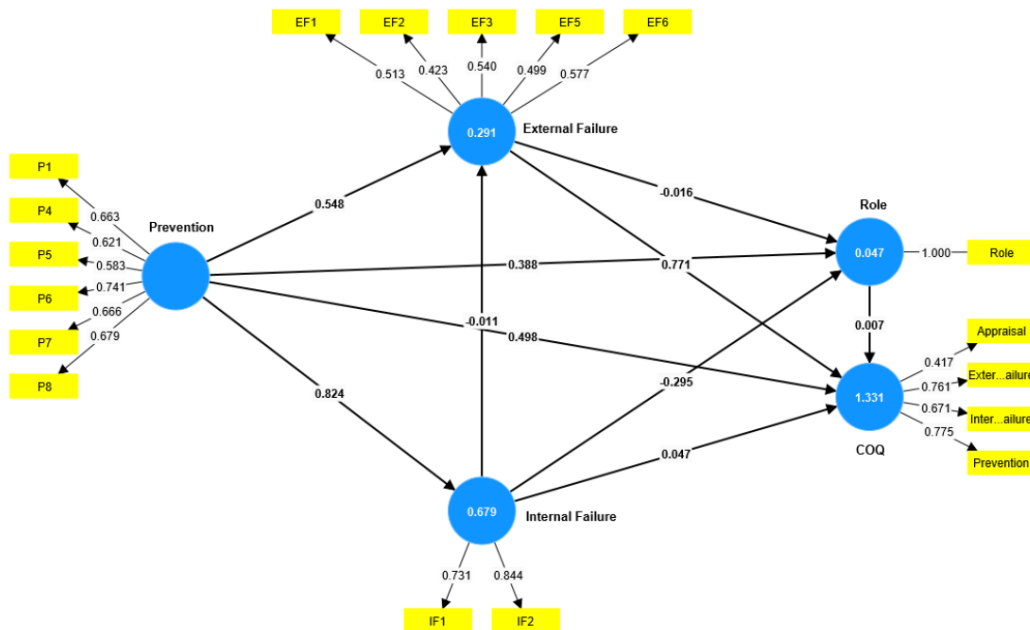 EF1
EF2
EF3
EF5
EF6
0.513
0.423
0.540
0.499
0.577
0.291
External Failure
P1
P4
P5
P6
P7
P8
0.663
0.621
0.583
0.741
0.666
0.679
Prevention
0.548
-0.016
0.388
0.771
-0.011
0.498
0.824
-0.295
0.047
0.007
Role
0.047
1.000
Role
1.331
COQ
0.417
0.761
0.671
0.775
Appraisal
Exter...ailure
Inter...ailure
Prevention
0.679
Internal Failure
0.731
0.844
IF1
IF2